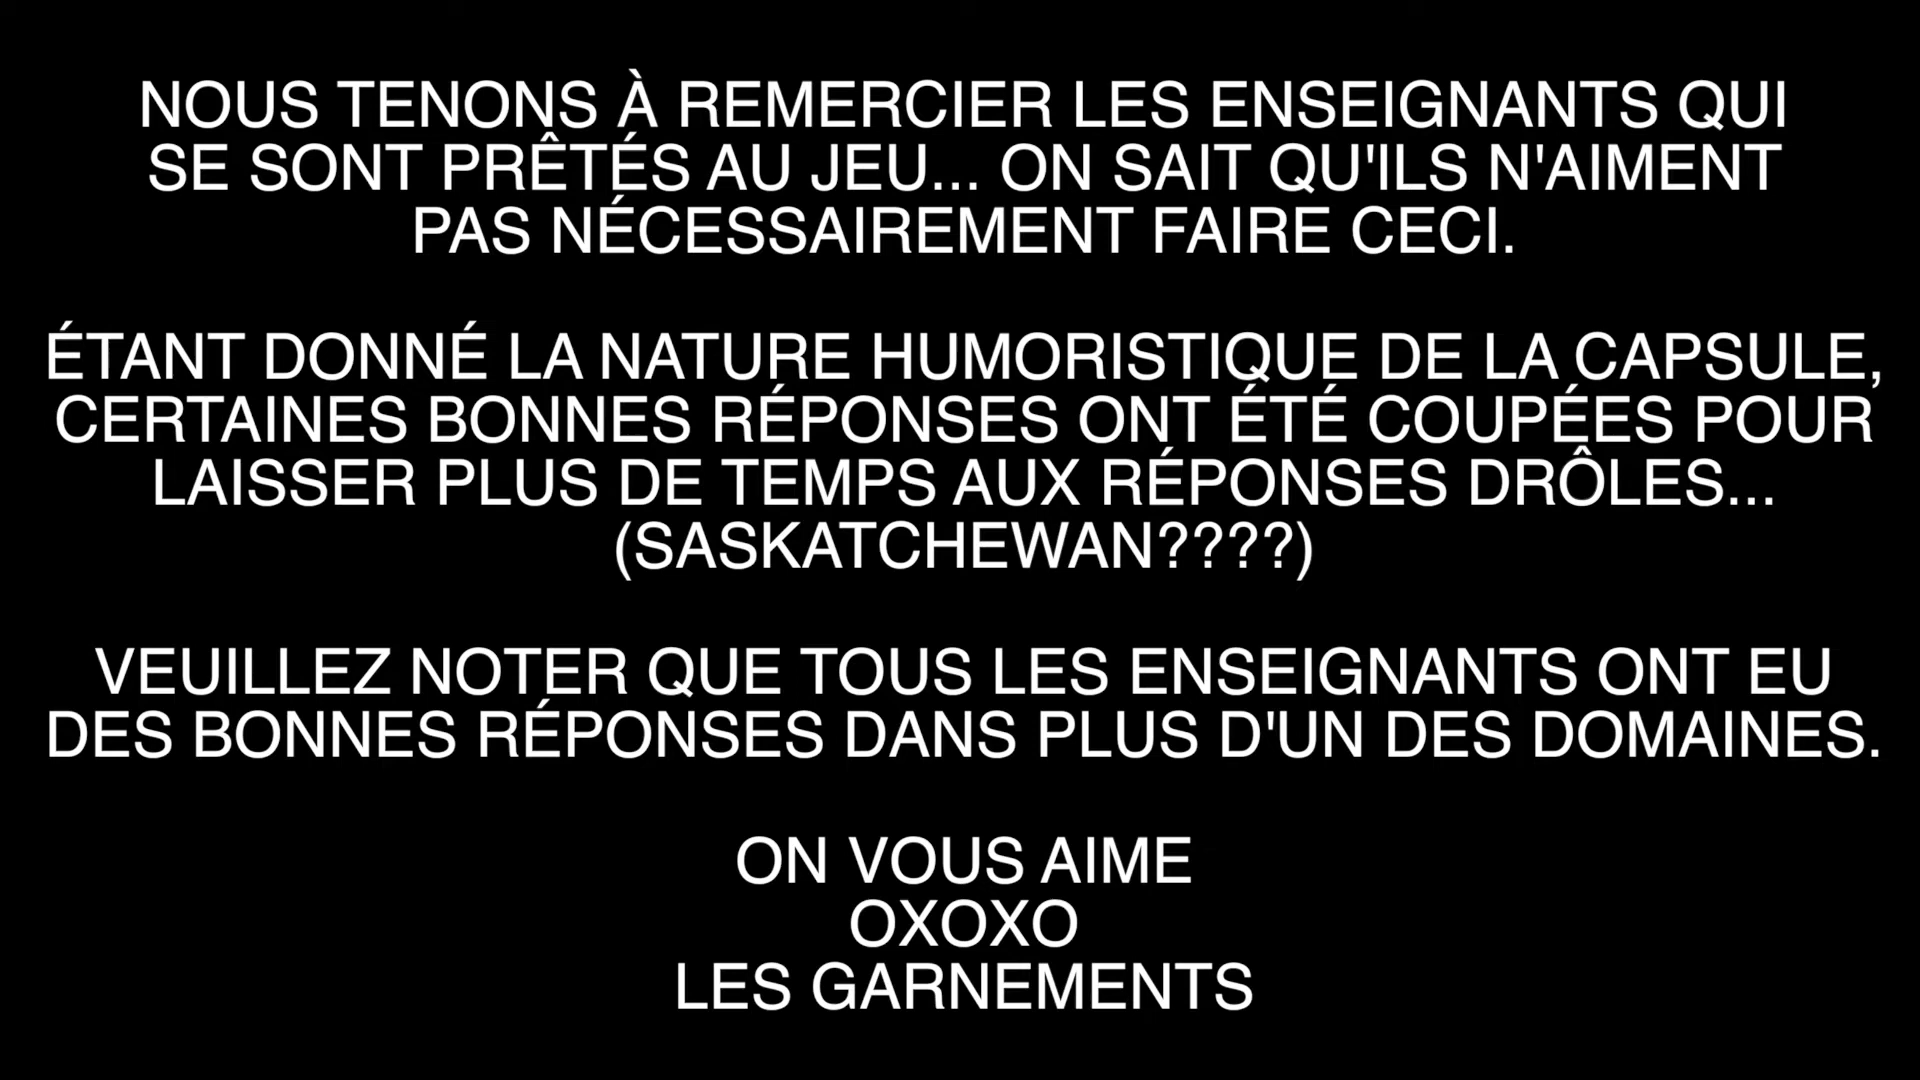 NOUS TENONS À REMERCIER LES ENSEIGNANTS QUI
SE SONT PRÊTÉS AU JEU... ON SAIT QU'ILS N'AIMENT
PAS NÉCESSAIREMENT FAIRE CECI.
ÉTANT DONNÉ LA NATURE HUMORISTIQUE DE LA CAPSULE,
CERTAINES BONNES RÉPONSES ONT ÉTÉ COUPÉES POUR
LAISSER PLUS DE TEMPS AUX RÉPONSES DRÔLES...
(SASKATCHEWAN????)
VEUILLEZ NOTER QUE TOUS LES ENSEIGNANTS ONT EU
DES BONNES RÉPONSES DANS PLUS D'UN DES DOMAINES.
ON VOUS AIME
OXOXO
LES GARNEMENTS